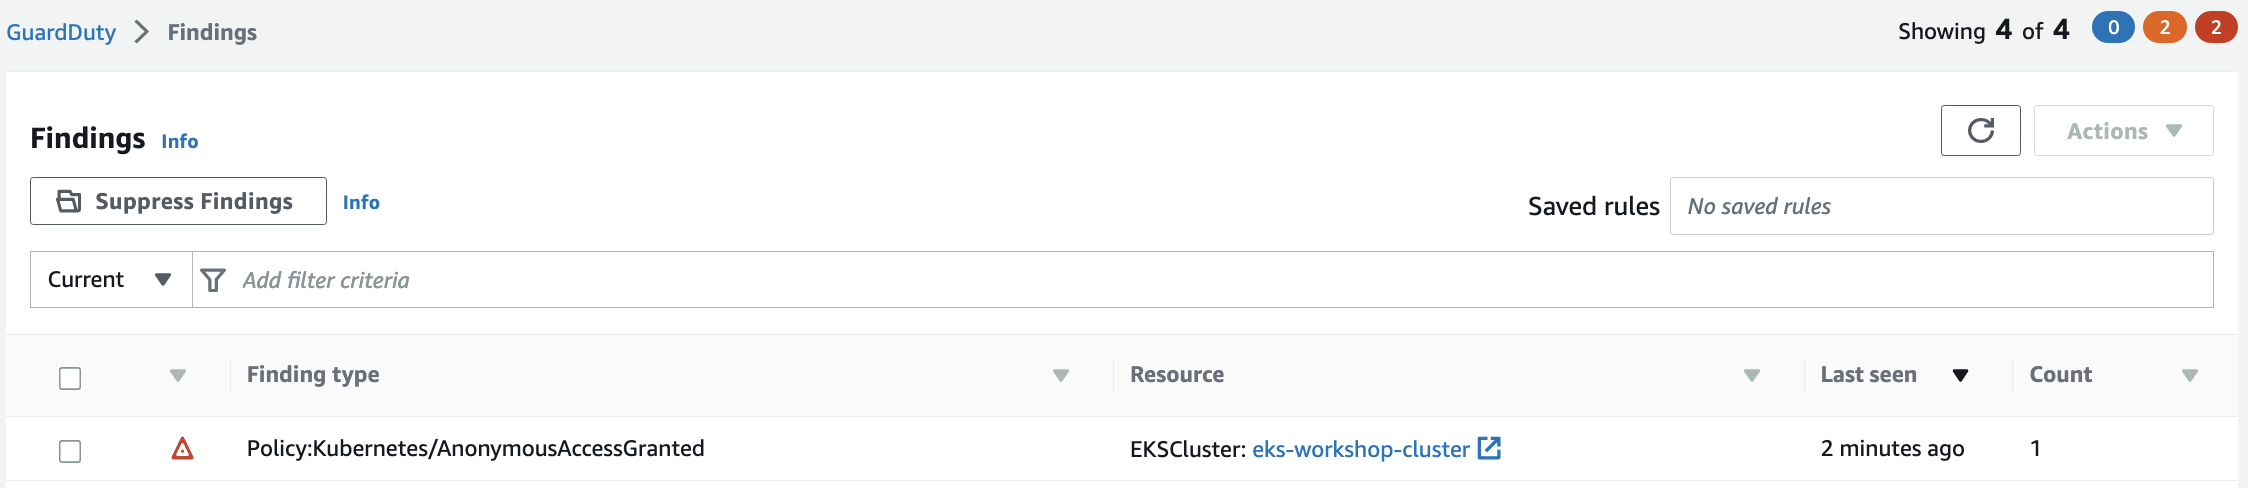 GuardDuty > Findings
Showing 4 of 4 0 2 2
Findings Info
Actions
Suppress Findings Info
Saved rules No saved rules
Current Add filter criteria
Finding type Resource Last seen Count
Policy:Kubernetes/AnonymousAccessGranted EKSCluster: eks-workshop-cluster 2 minutes ago 1